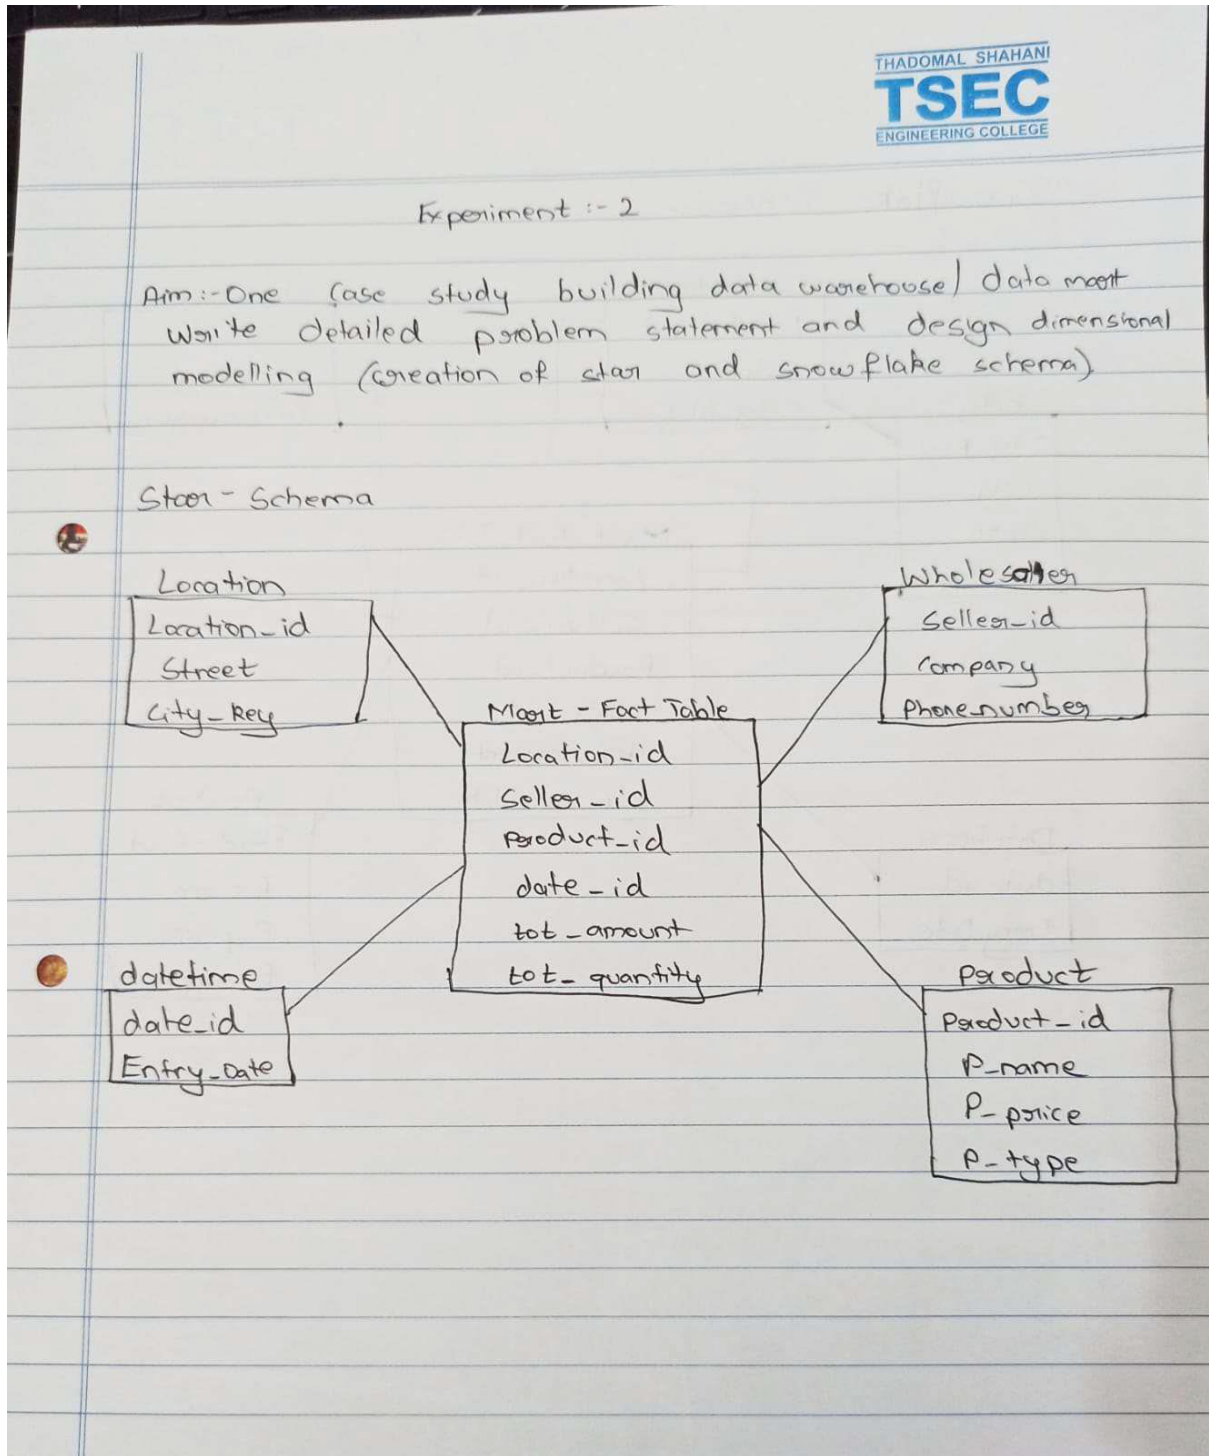 THADOMAL SHAHANI
TSEC
ENGINEERING COLLEGE
Experiment :- 2
Aim:- One case study building data warehouse/ data mart
Write detailed problem statement and design dimensional
modelling (creation of star and snowflake schema)
Star - Schema
Location
Location_id
Street
City_key
Wholesaller
Seller_id
Company
Phone_number
Mart - Fact Table
Location_id
Seller_id
Product_id
date_id
tot_amount
tot_quantity
datetime
date_id
Entry_Date
Product
Product_id
P_name
P_price
P_type